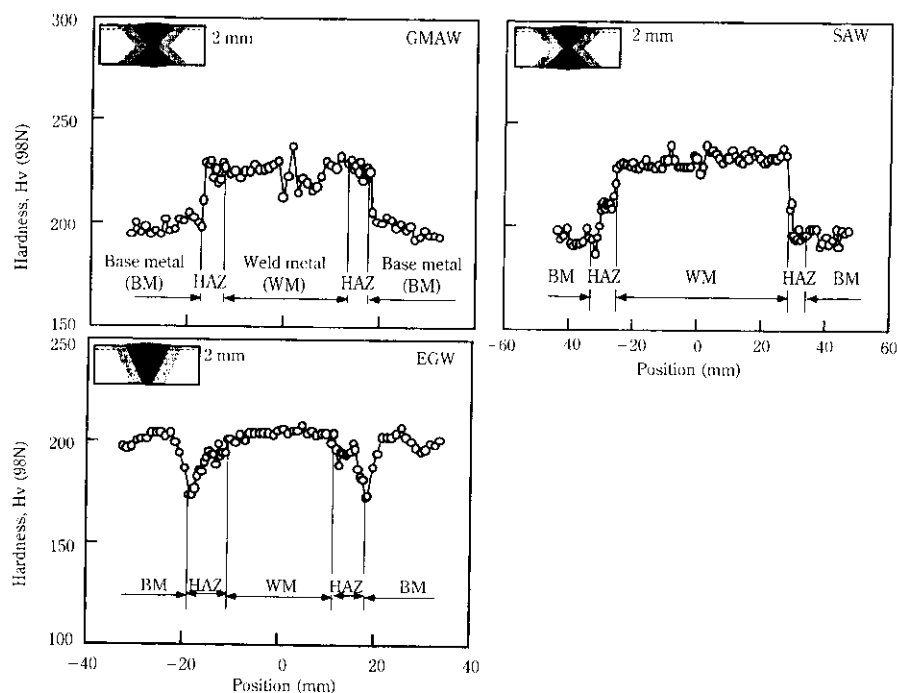 300
250
200
150
Hardness, Hv (98N)
2 mm
GMAW
Base metal
(BM)
HAZ
Weld metal
(WM)
HAZ
Base metal
(BM)
2 mm
SAW
BM
HAZ
WM
HAZ
BM
−60
−40
−20
0
20
40
60
Position (mm)
250
200
150
100
Hardness, Hv (98N)
2 mm
EGW
BM
HAZ
WM
HAZ
BM
−40
−20
0
20
40
Position (mm)